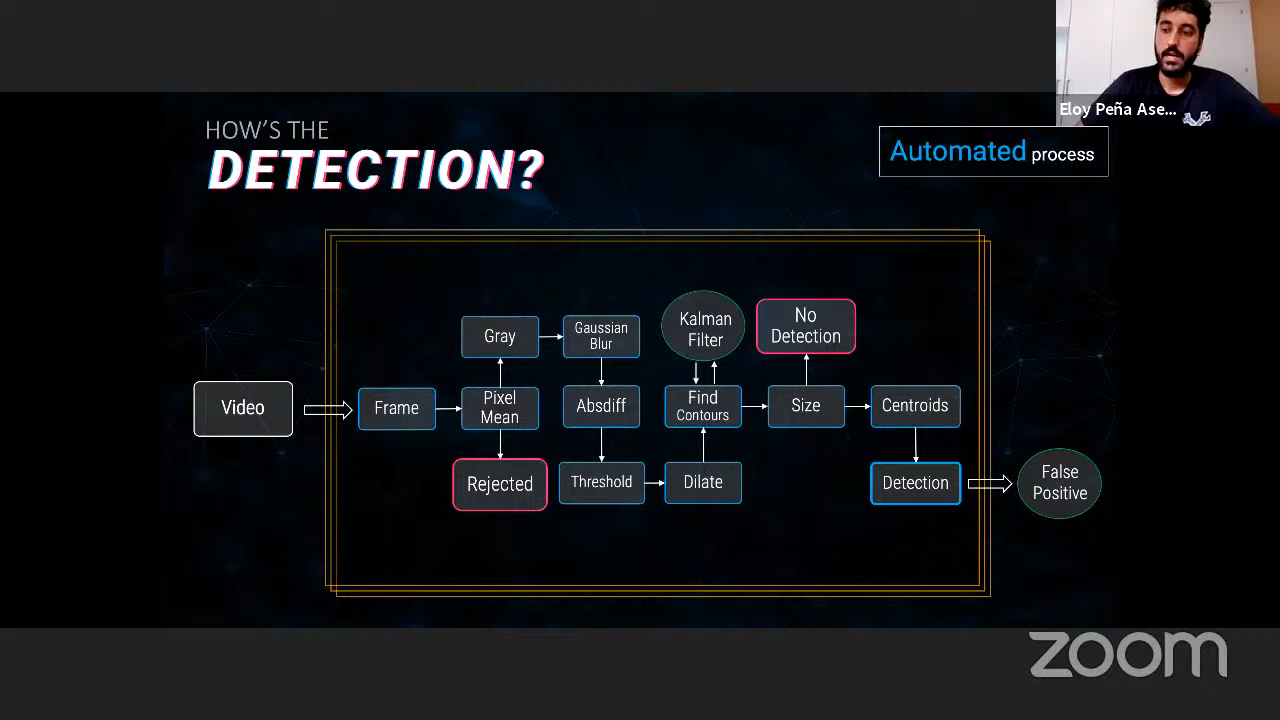 Eloy Peña Ase...
HOW'S THE
DETECTION?
Automated process
Video
Frame
Pixel
Mean
Gray
Rejected
Gaussian
Blur
Absdiff
Threshold
Dilate
Find
Contours
Kalman
Filter
Size
No
Detection
Centroids
Detection
False
Positive
zoom